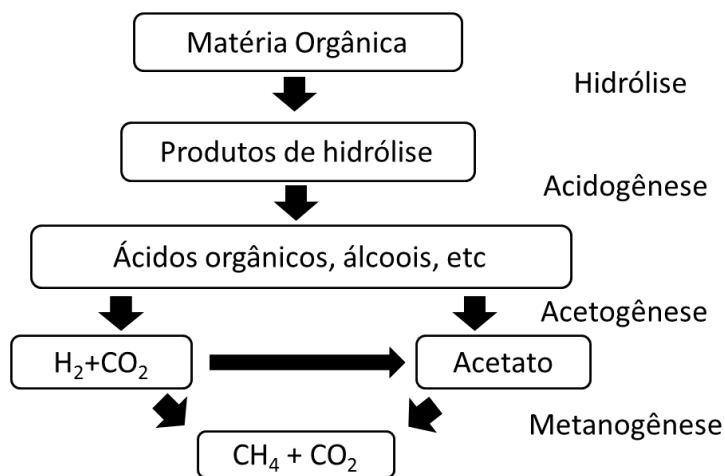 Matéria Orgânica
Hidrólise
Produtos de hidrólise
Acidogênese
Ácidos orgânicos, álcoois, etc
Acetogênese
H₂+CO₂
Acetato
Metanogênese
CH₄ + CO₂